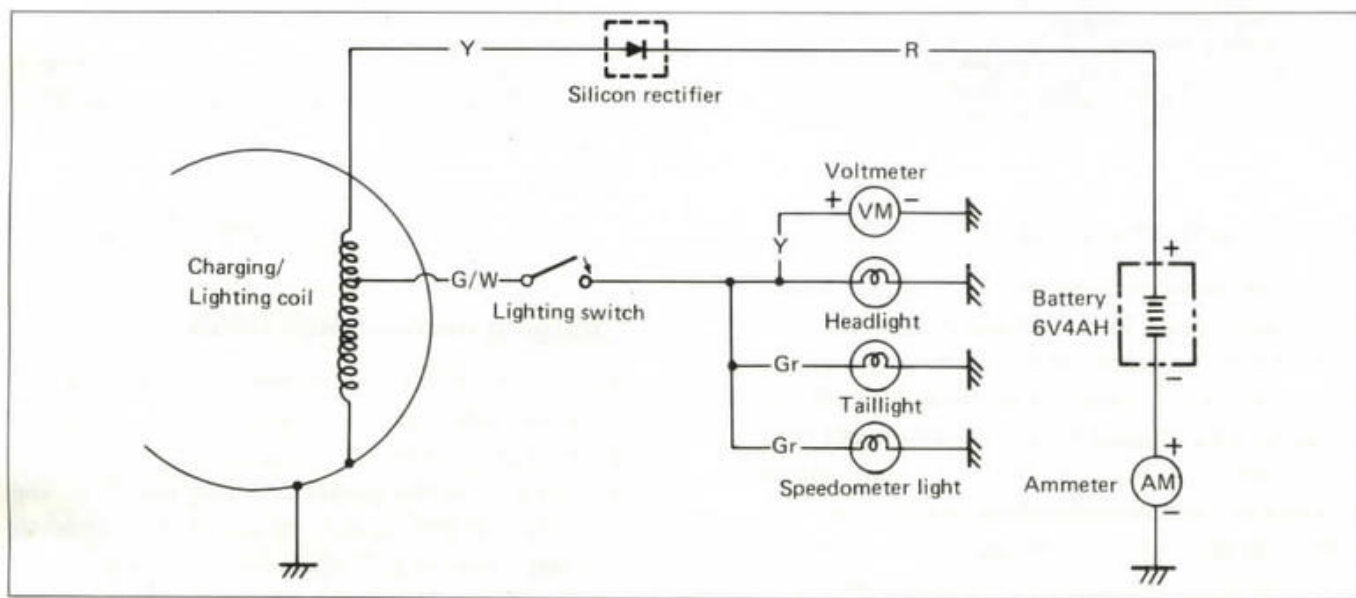 Y
R
Silicon rectifier
Voltmeter
+ VM −
Y
Charging/
Lighting coil
G/W
Lighting switch
Headlight
Gr
Taillight
Gr
Speedometer light
+
Battery
6V4AH
−
+
Ammeter
AM
−